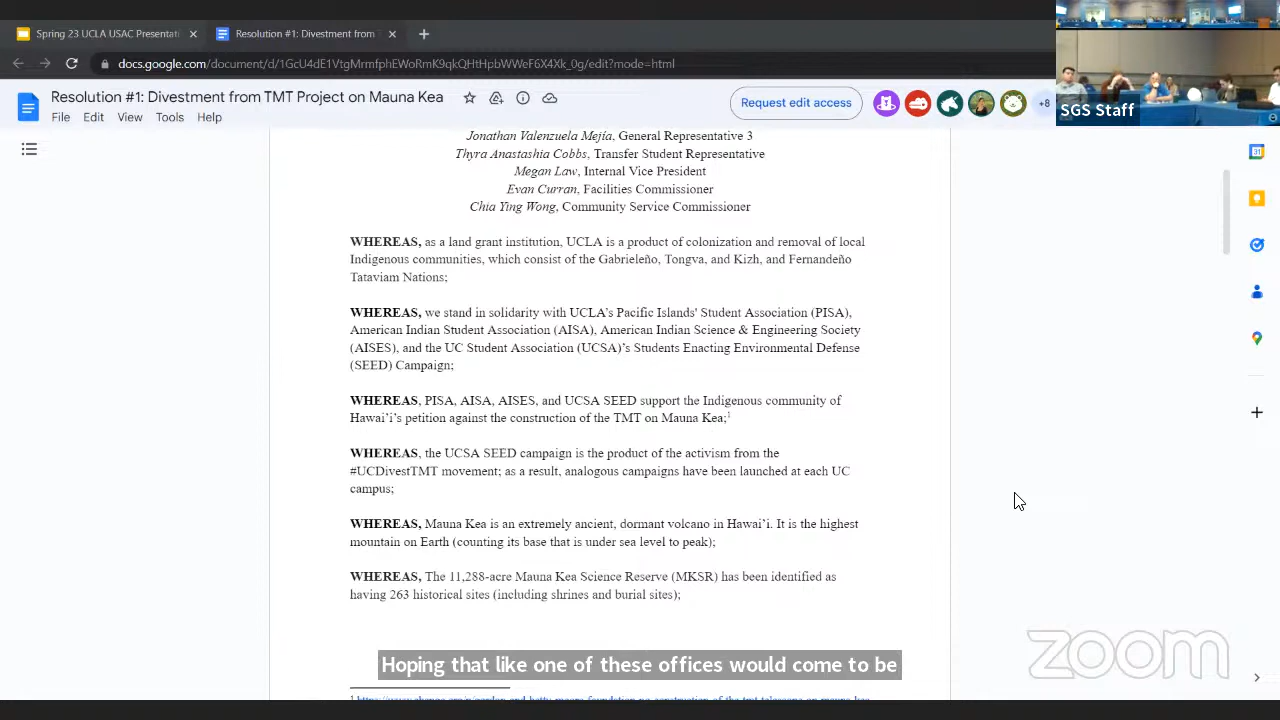 Spring 23 UCLA USAC Presentati
Resolution #1: Divestment from
docs.google.com/document/d/1GcU4dE1VtgMrmfphEWoRmK9qkQHtHpbWWeF6X4Xk_0g/edit?mode=html
Resolution #1: Divestment from TMT Project on Mauna Kea
Request edit access
+8
SGS Staff
File Edit View Tools Help
31
Jonathan Valenzuela Mejía, General Representative 3
Thyra Anastashia Cobbs, Transfer Student Representative
Megan Law, Internal Vice President
Evan Curran, Facilities Commissioner
Chia Ying Wong, Community Service Commissioner
WHEREAS, as a land grant institution, UCLA is a product of colonization and removal of local
Indigenous communities, which consist of the Gabrieleño, Tongva, and Kizh, and Fernandeño
Tataviam Nations;
WHEREAS, we stand in solidarity with UCLA's Pacific Islands' Student Association (PISA),
American Indian Student Association (AISA), American Indian Science & Engineering Society
(AISES), and the UC Student Association (UCSA)'s Students Enacting Environmental Defense
(SEED) Campaign;
WHEREAS, PISA, AISA, AISES, and UCSA SEED support the Indigenous community of
Hawai'i's petition against the construction of the TMT on Mauna Kea;1
WHEREAS, the UCSA SEED campaign is the product of the activism from the
#UCDivestTMT movement; as a result, analogous campaigns have been launched at each UC
campus;
WHEREAS, Mauna Kea is an extremely ancient, dormant volcano in Hawai'i. It is the highest
mountain on Earth (counting its base that is under sea level to peak);
WHEREAS, The 11,288-acre Mauna Kea Science Reserve (MKSR) has been identified as
having 263 historical sites (including shrines and burial sites);
Hoping that like one of these offices would come to be
zoom